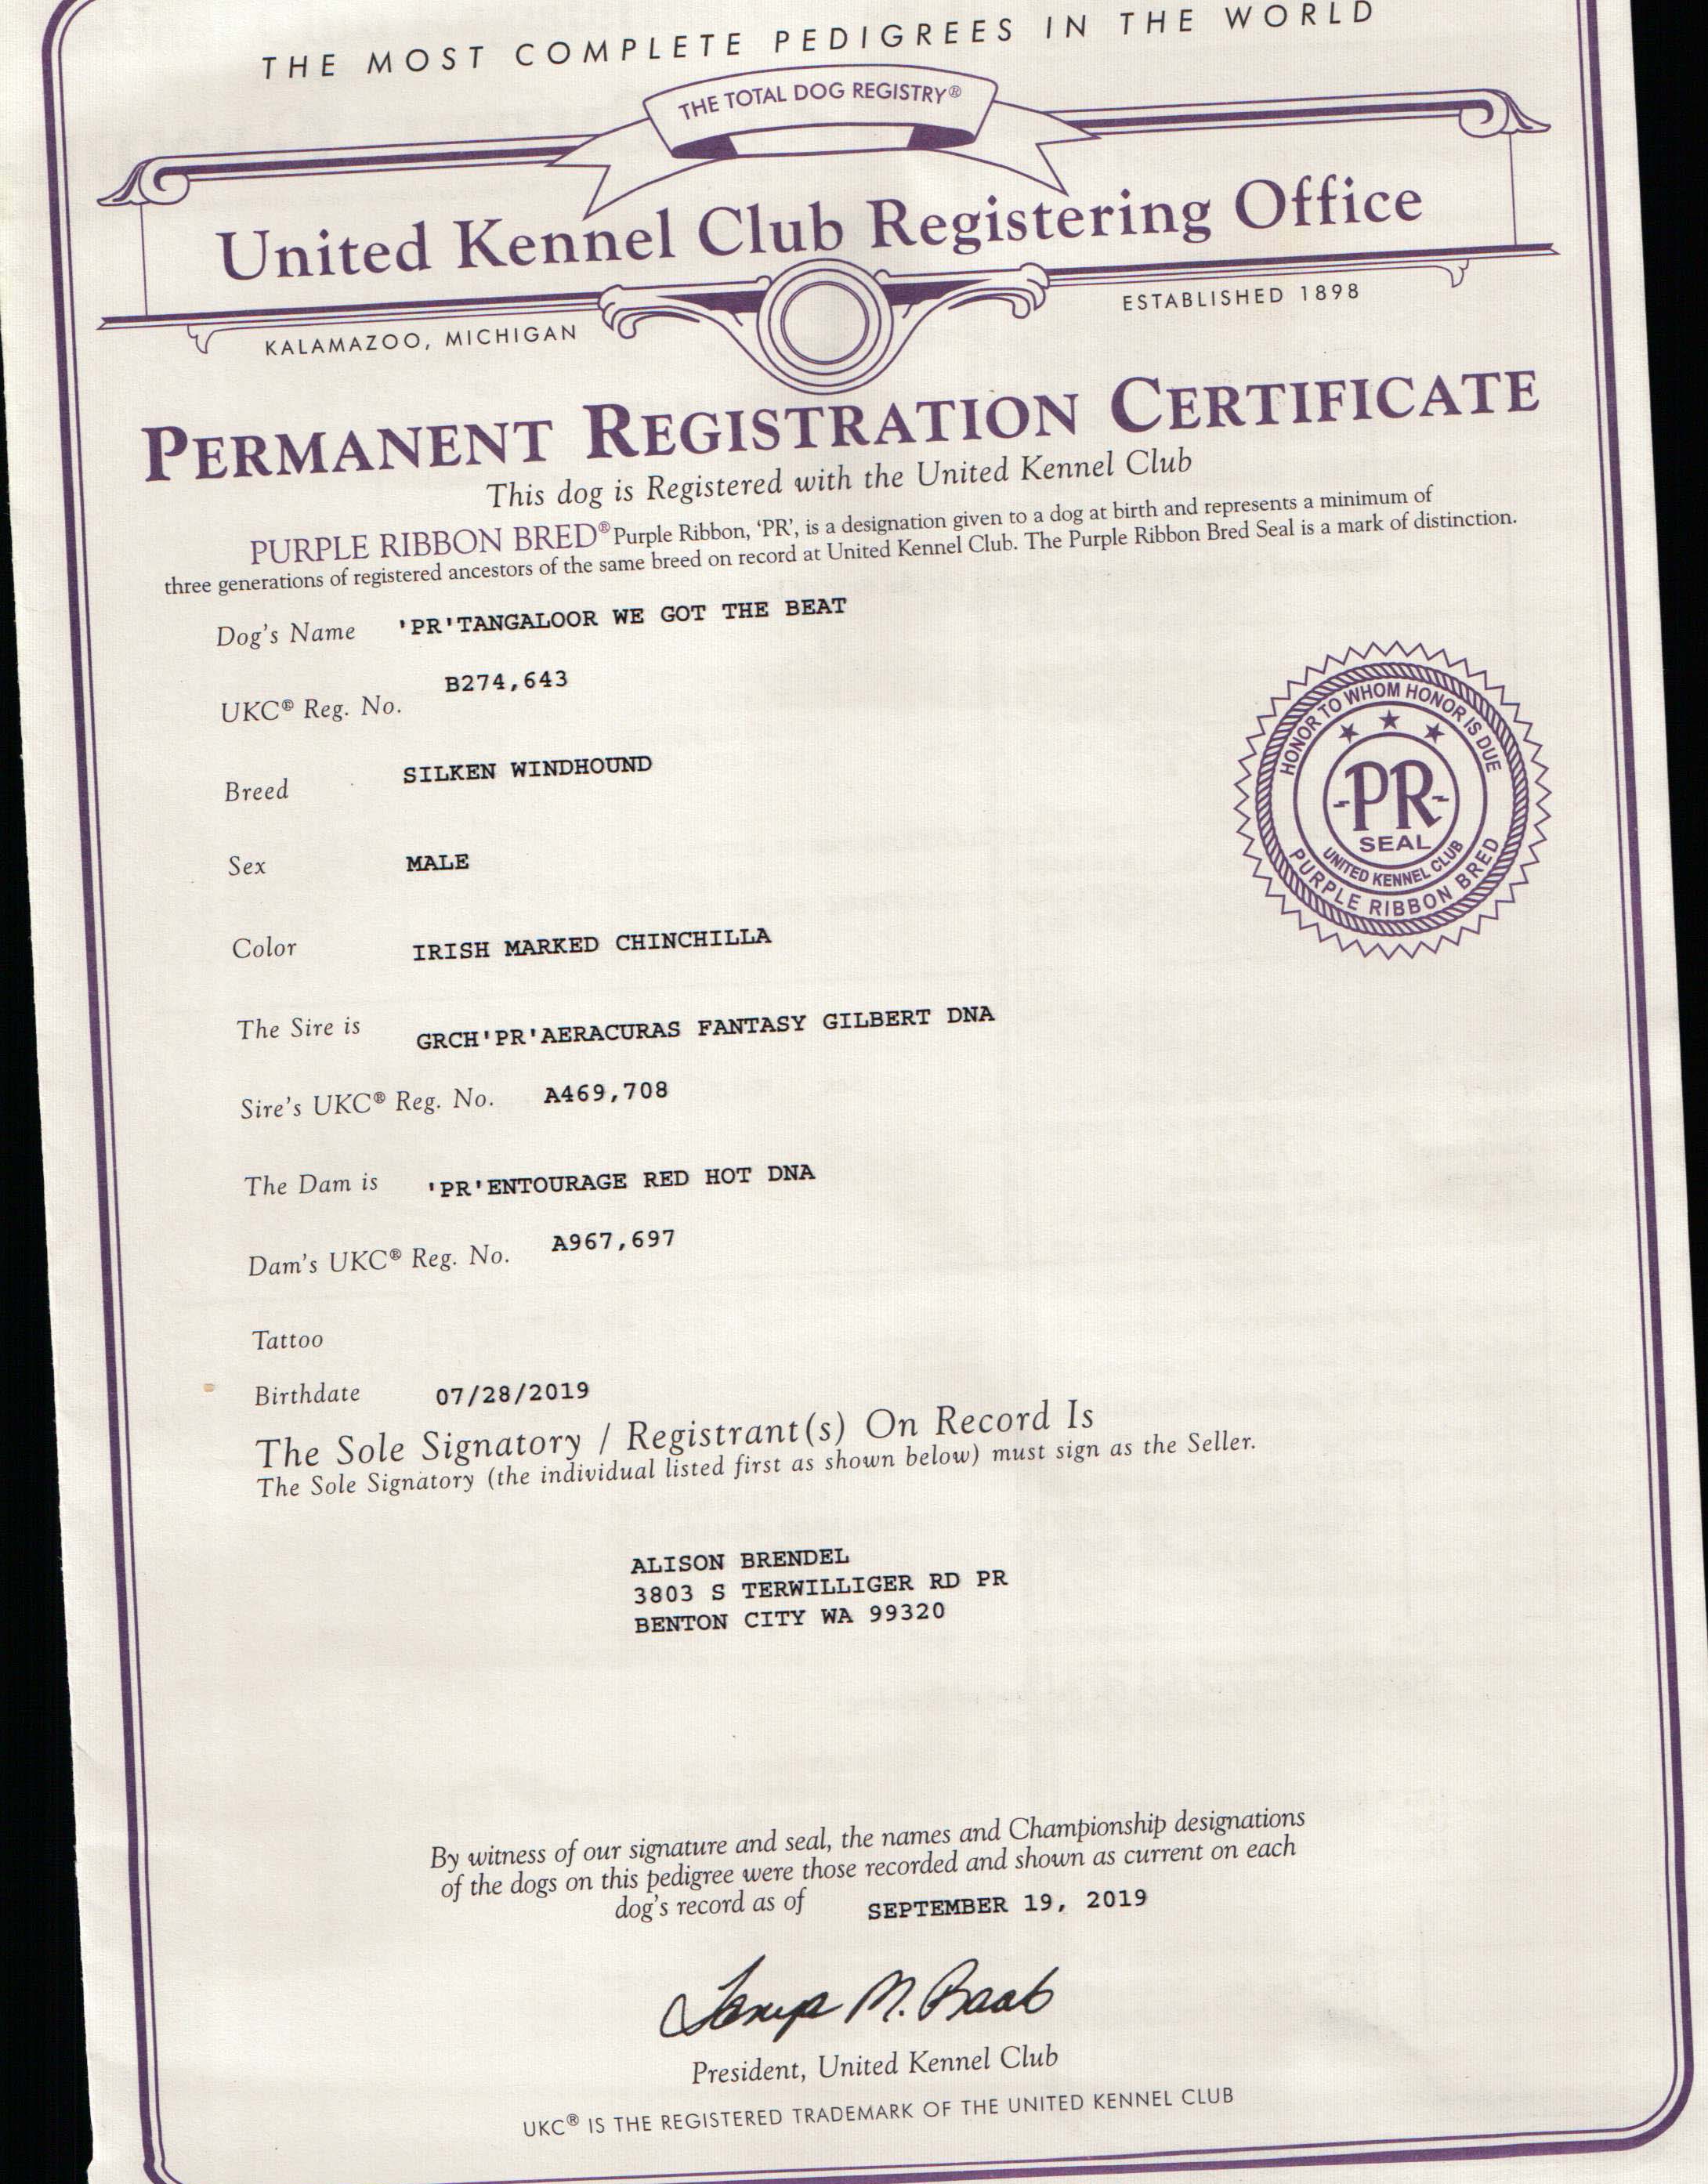 THE MOST COMPLETE PEDIGREES IN THE WORLD
THE TOTAL DOG REGISTRY®
United Kennel Club Registering Office
KALAMAZOO, MICHIGAN
ESTABLISHED 1898
PERMANENT REGISTRATION CERTIFICATE
This dog is Registered with the United Kennel Club
PURPLE RIBBON BRED® Purple Ribbon, ‘PR’, is a designation given to a dog at birth and represents a minimum of
three generations of registered ancestors of the same breed on record at United Kennel Club. The Purple Ribbon Bred Seal is a mark of distinction.
Dog's Name 'PR'TANGALOOR WE GOT THE BEAT
UKC® Reg. No. B274,643
Breed SILKEN WINDHOUND
Sex MALE
Color IRISH MARKED CHINCHILLA
HONOR TO WHOM HONOR IS DUE
-PR-
SEAL
UNITED KENNEL CLUB
PURPLE RIBBON BRED
The Sire is GRCH'PR'AERACURAS FANTASY GILBERT DNA
Sire's UKC® Reg. No. A469,708
The Dam is 'PR'ENTOURAGE RED HOT DNA
Dam's UKC® Reg. No. A967,697
Tattoo
Birthdate 07/28/2019
The Sole Signatory / Registrant(s) On Record Is
The Sole Signatory (the individual listed first as shown below) must sign as the Seller.
ALISON BRENDEL
3803 S TERWILLIGER RD PR
BENTON CITY WA 99320
By witness of our signature and seal, the names and Championship designations
of the dogs on this pedigree were those recorded and shown as current on each
dog's record as of SEPTEMBER 19, 2019
Tanya M. Raab
President, United Kennel Club
UKC® IS THE REGISTERED TRADEMARK OF THE UNITED KENNEL CLUB